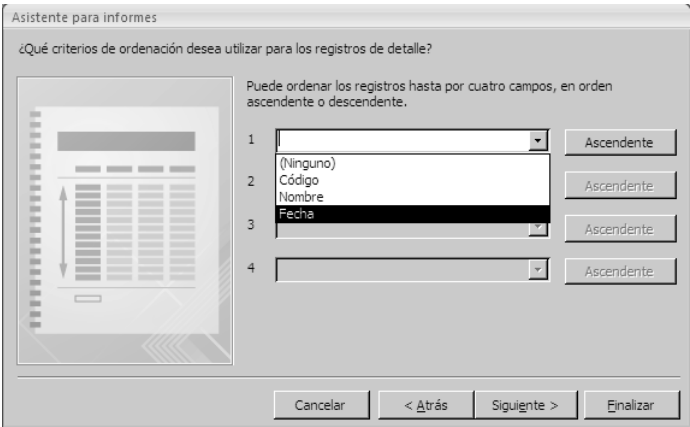 Asistente para informes
¿Qué criterios de ordenación desea utilizar para los registros de detalle?
Puede ordenar los registros hasta por cuatro campos, en orden
ascendente o descendente.
1 Ascendente
(Ninguno)
2 Código Ascendente
Nombre
Fecha
3 Ascendente
4 Ascendente
Cancelar < Atrás Siguiente > Finalizar